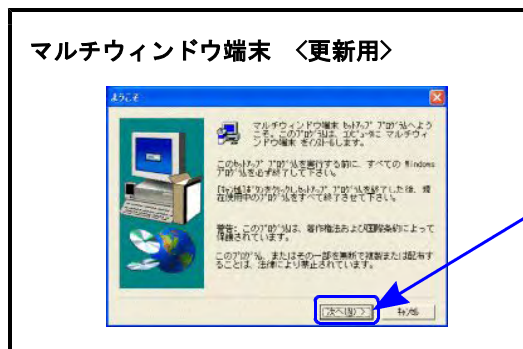 マルチウィンドウ端末 <更新用>
ようこそ
マルチウィンドウ端末 ｾｯﾄｱｯﾌﾟ ﾌﾟﾛｸﾞﾗﾑへよう
こそ。このﾌﾟﾛｸﾞﾗﾑは、ｺﾝﾋﾟｭｰﾀに マルチウィ
ンドウ端末 をｲﾝｽﾄｰﾙします。
このｾｯﾄｱｯﾌﾟ ﾌﾟﾛｸﾞﾗﾑを実行する前に、すべての Windows
ﾌﾟﾛｸﾞﾗﾑを必ず終了して下さい。
[ｷｬﾝｾﾙ]ﾎﾞﾀﾝをｸﾘｯｸしｾｯﾄｱｯﾌﾟ ﾌﾟﾛｸﾞﾗﾑを終了した後、現
在使用中のﾌﾟﾛｸﾞﾗﾑをすべて終了させて下さい。
警告: このﾌﾟﾛｸﾞﾗﾑは、著作権法および国際条約によって
保護されています。
このﾌﾟﾛｸﾞﾗﾑ、またはその一部を無断で複製または配布す
ることは、法律により禁止されています。
次へ(N) >
ｷｬﾝｾﾙ